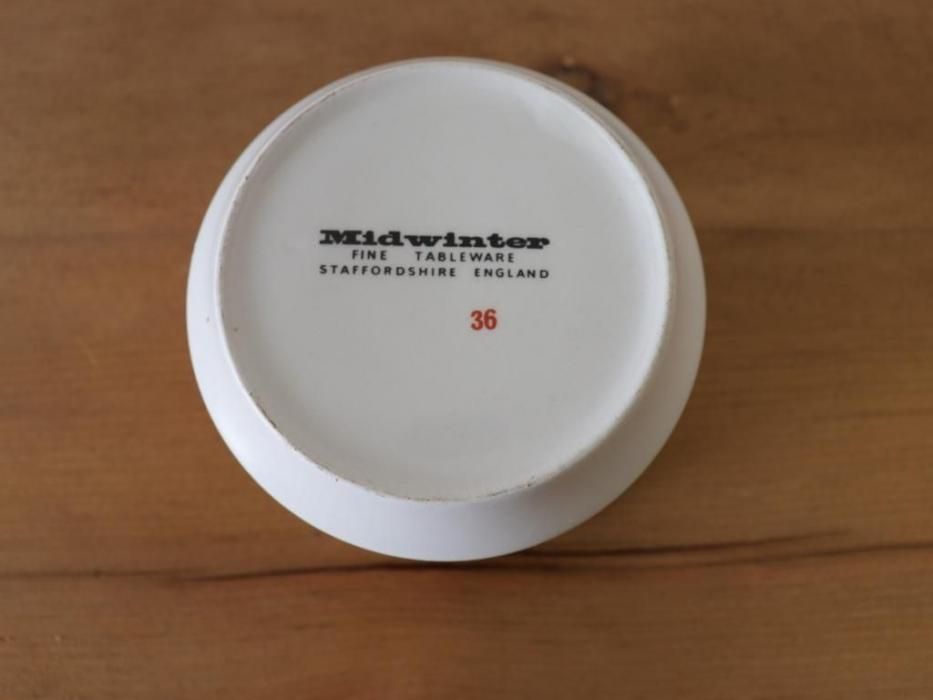 Midwinter
FINE TABLEWARE
STAFFORDSHIRE ENGLAND
36